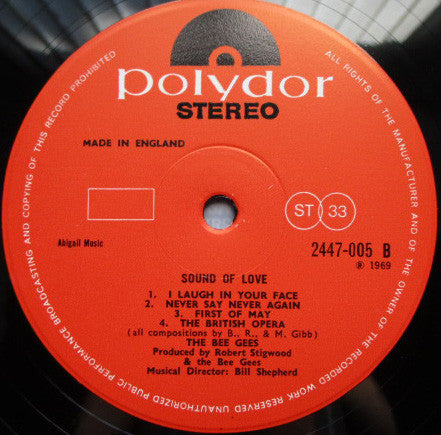 polydor
STEREO
MADE IN ENGLAND
ST 33
Abigail Music
2447-005 B
℗ 1969
SOUND OF LOVE
1. I LAUGH IN YOUR FACE
2. NEVER SAY NEVER AGAIN
3. FIRST OF MAY
4. THE BRITISH OPERA
(all compositions by B., R., & M. Gibb)
THE BEE GEES
Produced by Robert Stigwood
& the Bee Gees
Musical Director: Bill Shepherd
ALL RIGHTS OF THE MANUFACTURER AND OF THE OWNER OF THE RECORDED WORK RESERVED UNAUTHORIZED PUBLIC PERFORMANCE BROADCASTING AND COPYING OF THIS RECORD PROHIBITED